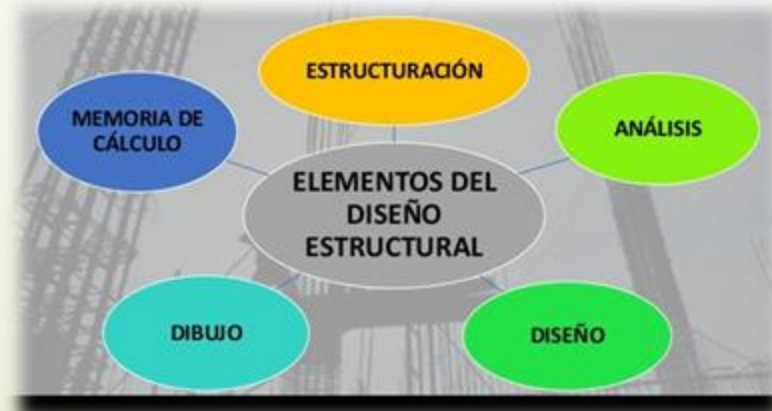 ESTRUCTURACIÓN
MEMORIA DE
CÁLCULO
ANÁLISIS
ELEMENTOS DEL
DISEÑO
ESTRUCTURAL
DIBUJO
DISEÑO